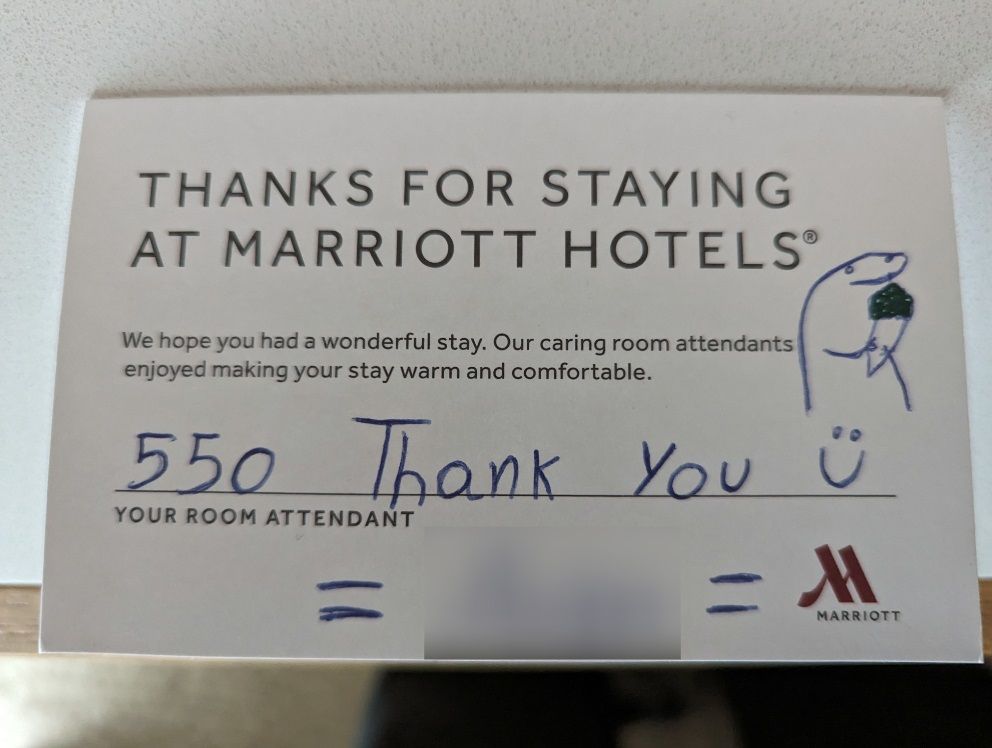 THANKS FOR STAYING
AT MARRIOTT HOTELS®
We hope you had a wonderful stay. Our caring room attendants
enjoyed making your stay warm and comfortable.
550 Thank You Ü
YOUR ROOM ATTENDANT
= =
MARRIOTT